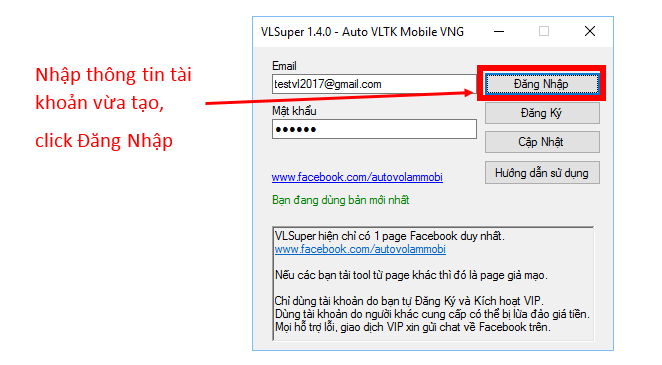 VLSuper 1.4.0 - Auto VLTK Mobile VNG
Nhập thông tin tài
khoản vừa tạo,
click Đăng Nhập
Email
testvl2017@gmail.com
Đăng Nhập
Mật khẩu
Đăng Ký
●●●●●●
Cập Nhật
www.facebook.com/autovolammobi
Hướng dẫn sử dụng
Bạn đang dùng bản mới nhất
VLSuper hiện chỉ có 1 page Facebook duy nhất.
www.facebook.com/autovolammobi
Nếu các bạn tải tool từ page khác thì đó là page giả mạo.
Chỉ dùng tài khoản do bạn tự Đăng Ký và Kích hoạt VIP.
Dùng tài khoản do người khác cung cấp có thể bị lừa đảo giá tiền.
Mọi hỗ trợ lỗi, giao dịch VIP xin gửi chat về Facebook trên.